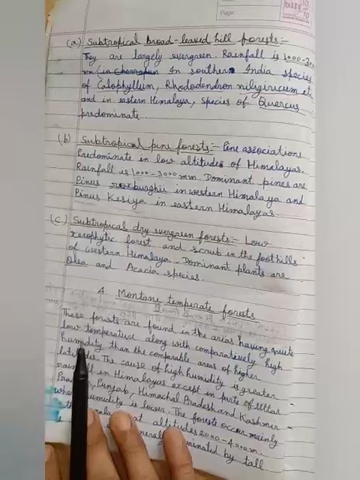 Page:
(a) Subtropical broad-leaved hill forests:-
They are largely evergreen. Rainfall is 1000-
mm in southern India species
of Calophyllum, Rhododendron niligiricum etc
and in eastern Himalaya, species of Quercus
predominate.
(b) Subtropical pine forests:- Pine associations
Predominate in low altitudes of Himalayas.
Rainfall is 1000-3000 mm. Dominant pines are
Pinus roxburghii in western Himalaya and
Pinus Kesiya in eastern Himalayas.
(c) Subtropical dry evergreen forests:- Low
xerophytic forest and scrub in the foothills
of western Himalaya. Dominant plants are
Olea and Acacia species.
4. Montane temperate forests
These forests are found in the areas having quite
low temperature along with comparatively high
humidity than the comparable areas of higher
The cause of high humidity is greater
in Himalayas except in parts of Uttar
Punjab, Himachal Pradesh and Kashmir
humidity is lower. The forests occur mainly
at altitudes 2000-4000m.
by tall